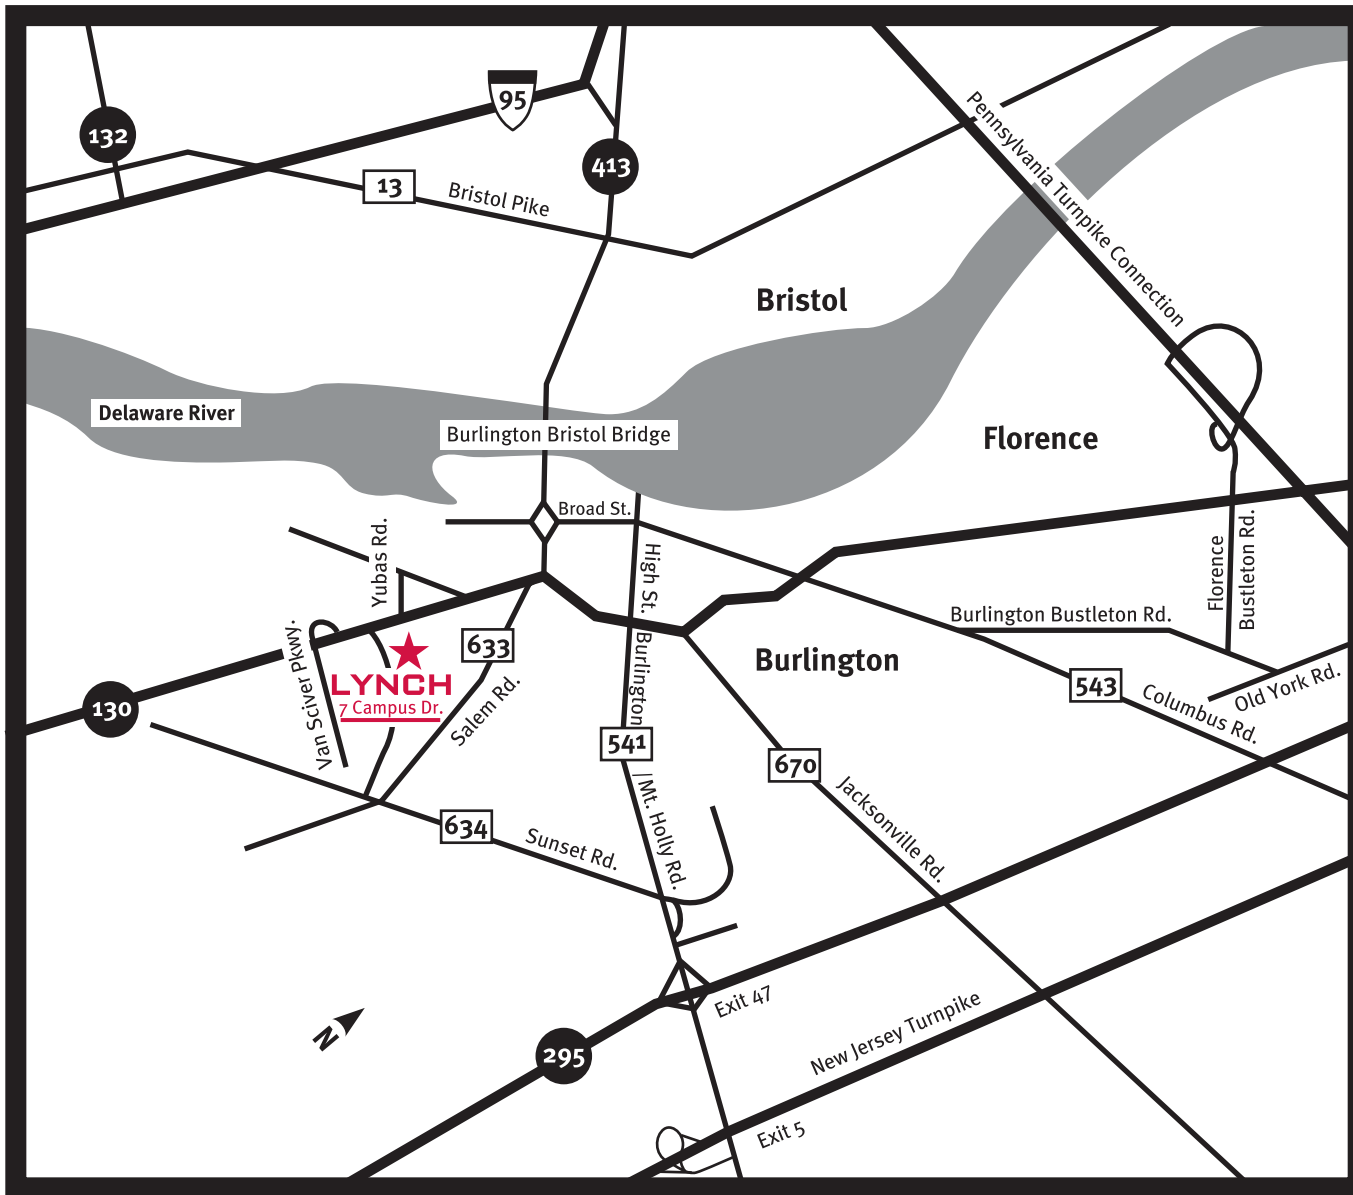 95
132
413
13
Bristol Pike
Pennsylvania Turnpike Connection
Bristol
Delaware River
Burlington Bristol Bridge
Florence
Broad St.
Yubas Rd.
High St.
Florence
Bustleton Rd.
Burlington Bustleton Rd.
Van Sciver Pkwy.
633
LYNCH
7 Campus Dr.
Salem Rd.
Burlington
541
| Mt. Holly Rd.
Burlington
543
Columbus Rd.
Old York Rd.
130
670
Jacksonville Rd.
634
Sunset Rd.
Exit 47
N
295
New Jersey Turnpike
Exit 5